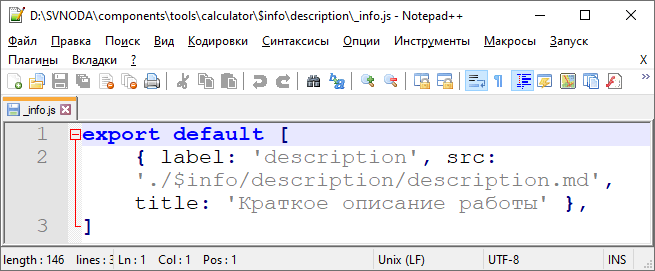 D:\SVNODA\components\tools\calculator\$info\description\_info.js - Notepad++
Файл Правка Поиск Вид Кодировки Синтаксисы Опции Инструменты Макросы Запуск
Плагины Вкладки ? X
_info.js
1 export default [
2 { label: 'description', src:
'./$info/description/description.md',
title: 'Краткое описание работы' },
3 ]
length : 146 lines : 3 Ln : 1 Col : 1 Pos : 1 Unix (LF) UTF-8 INS